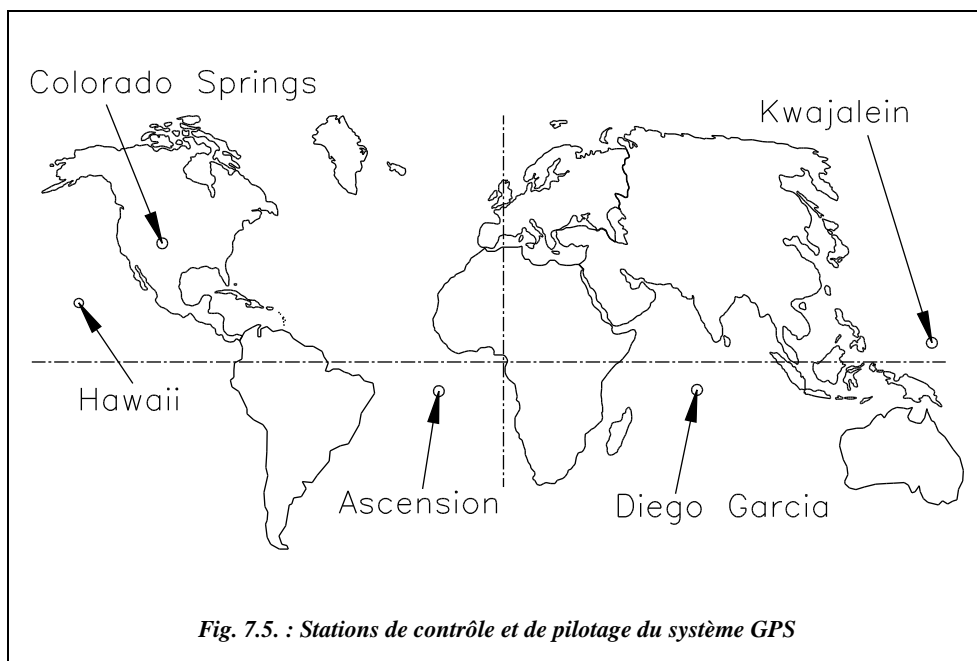 Colorado Springs
Kwajalein
Hawaii
Ascension
Diego Garcia
Fig. 7.5. : Stations de contrôle et de pilotage du système GPS